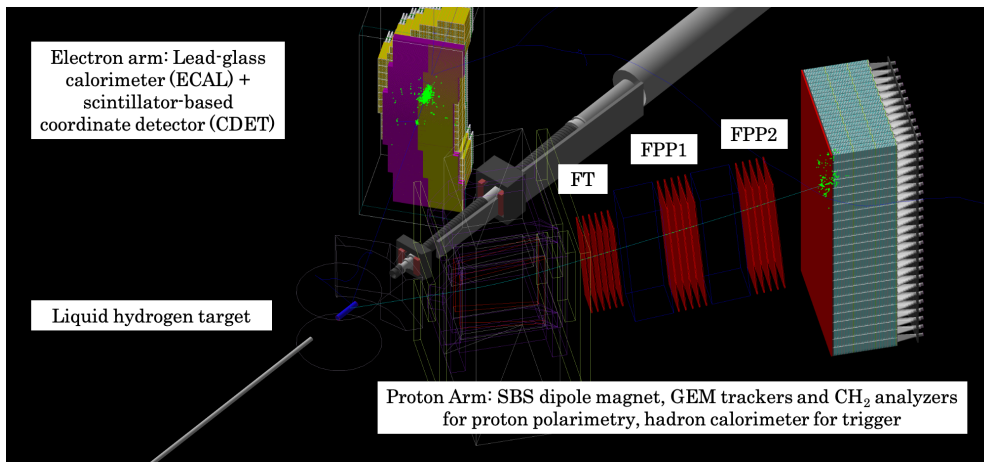 Electron arm: Lead-glass
calorimeter (ECAL) +
scintillator-based
coordinate detector (CDET)
FPP2
FPP1
FT
Liquid hydrogen target
Proton Arm: SBS dipole magnet, GEM trackers and CH₂ analyzers
for proton polarimetry, hadron calorimeter for trigger